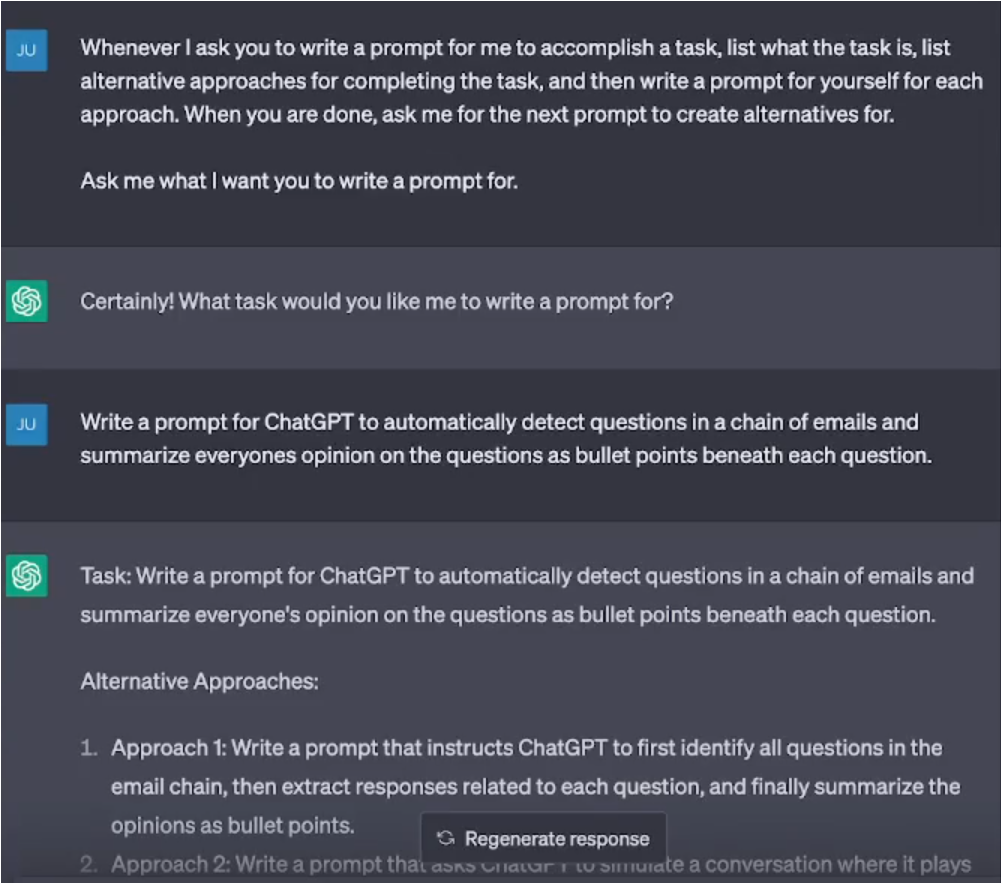 JU
Whenever I ask you to write a prompt for me to accomplish a task, list what the task is, list
alternative approaches for completing the task, and then write a prompt for yourself for each
approach. When you are done, ask me for the next prompt to create alternatives for.
Ask me what I want you to write a prompt for.
Certainly! What task would you like me to write a prompt for?
JU
Write a prompt for ChatGPT to automatically detect questions in a chain of emails and
summarize everyones opinion on the questions as bullet points beneath each question.
Task: Write a prompt for ChatGPT to automatically detect questions in a chain of emails and
summarize everyone's opinion on the questions as bullet points beneath each question.
Alternative Approaches:
1. Approach 1: Write a prompt that instructs ChatGPT to first identify all questions in the
email chain, then extract responses related to each question, and finally summarize the
opinions as bullet points.
Regenerate response
2. Approach 2: Write a prompt that asks ChatGPT to simulate a conversation where it plays